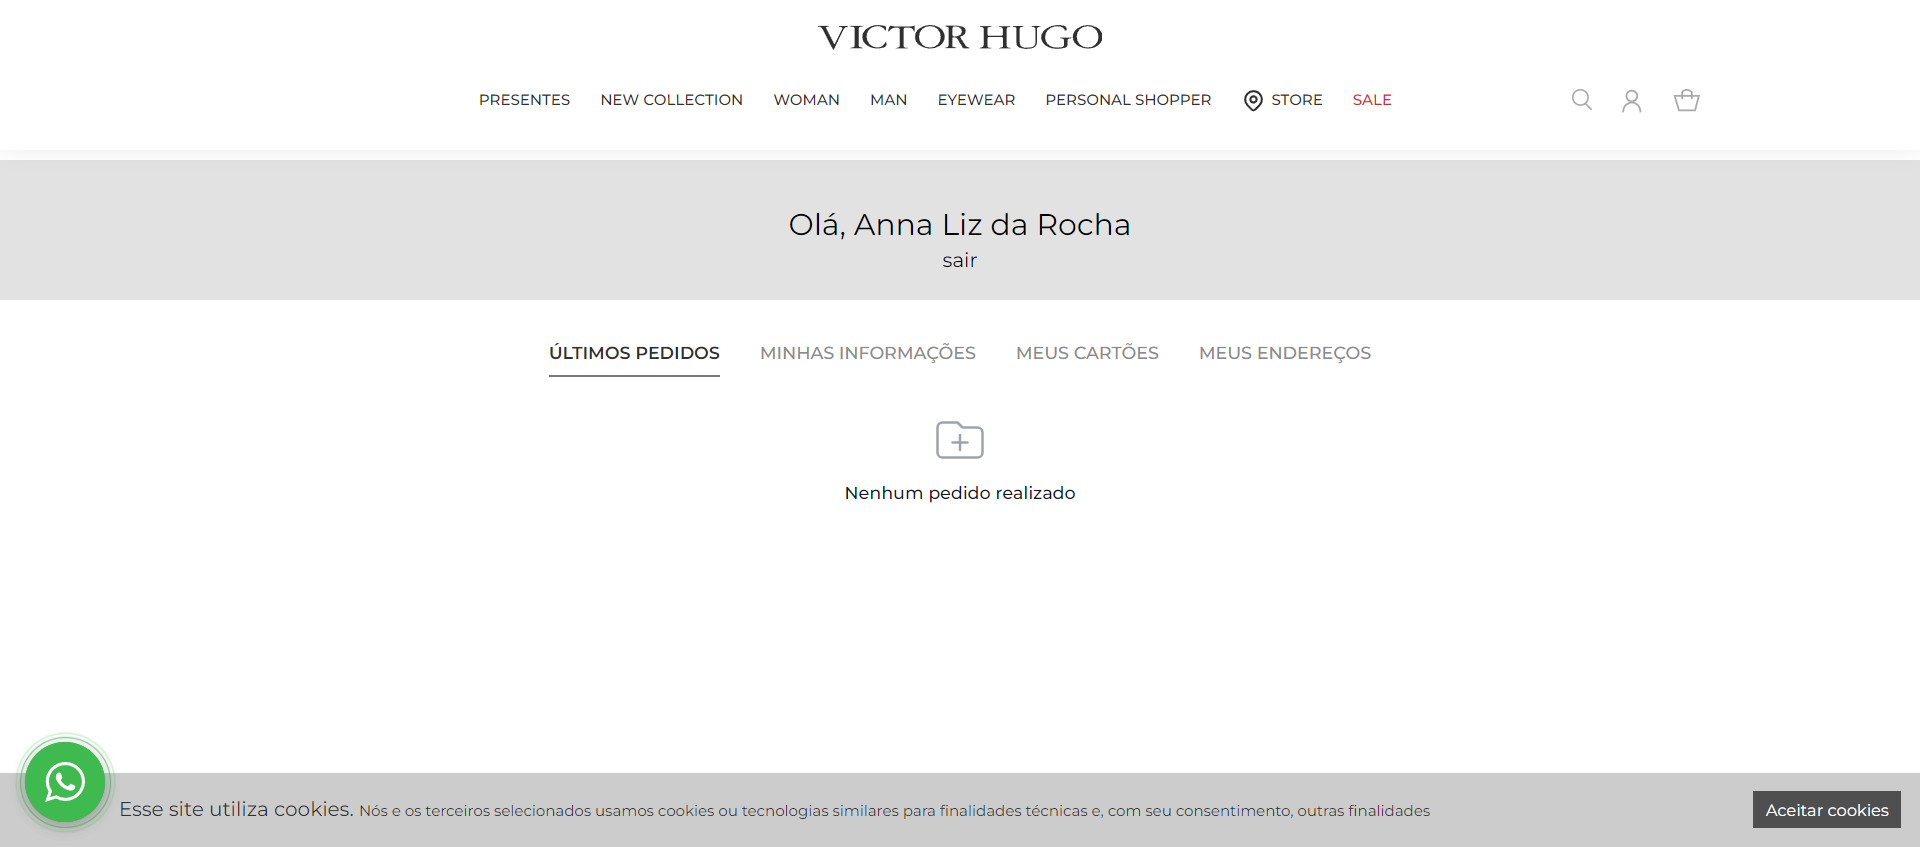 VICTOR HUGO
PRESENTES NEW COLLECTION WOMAN MAN EYEWEAR PERSONAL SHOPPER STORE SALE
Olá, Anna Liz da Rocha
sair
ÚLTIMOS PEDIDOS MINHAS INFORMAÇÕES MEUS CARTÕES MEUS ENDEREÇOS
Nenhum pedido realizado
Esse site utiliza cookies. Nós e os terceiros selecionados usamos cookies ou tecnologias similares para finalidades técnicas e, com seu consentimento, outras finalidades
Aceitar cookies